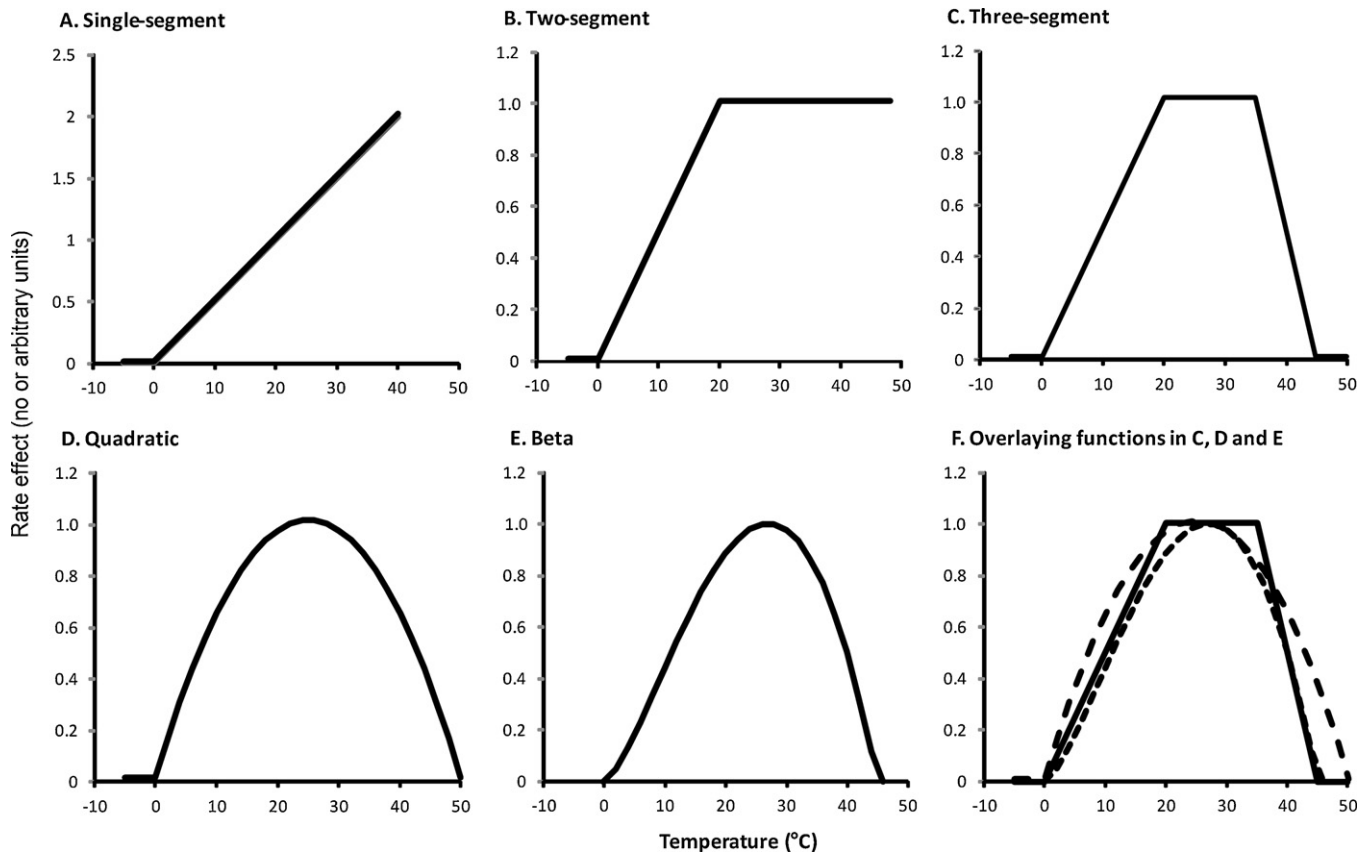 A. Single-segment
2.5
2
1.5
1
0.5
0
-10 0 10 20 30 40 50
B. Two-segment
1.2
1.0
0.8
0.6
0.4
0.2
0
-10 0 10 20 30 40 50
C. Three-segment
1.2
1.0
0.8
0.6
0.4
0.2
0
-10 0 10 20 30 40 50
Rate effect (no or arbitrary units)
D. Quadratic
1.2
1.0
0.8
0.6
0.4
0.2
0
-10 0 10 20 30 40 50
E. Beta
1.2
1.0
0.8
0.6
0.4
0.2
0
-10 0 10 20 30 40 50
F. Overlaying functions in C, D and E
1.2
1.0
0.8
0.6
0.4
0.2
0
-10 0 10 20 30 40 50
Temperature (°C)